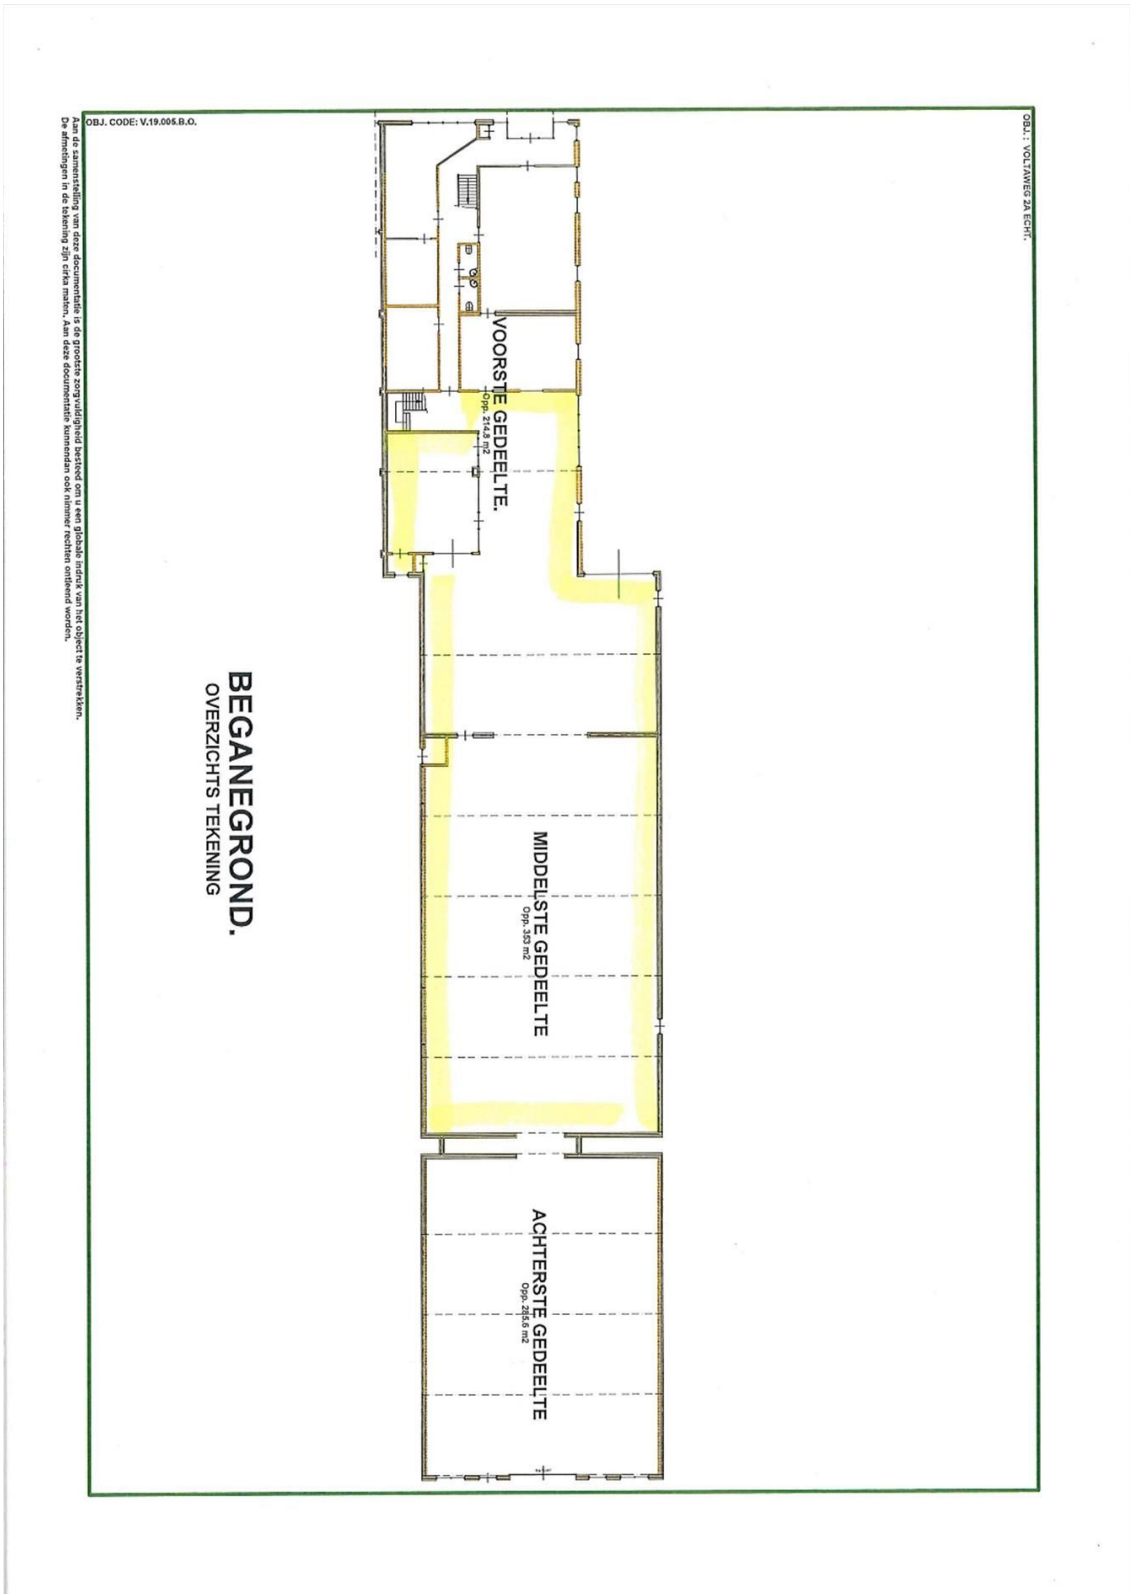 OBJ. : VOLTAWEG 2A ECHT.
VOORSTE GEDEELTE.
Opp. 214.8 m2
MIDDELSTE GEDEELTE
Opp. 353 m2
ACHTERSTE GEDEELTE
Opp. 285.6 m2
BEGANEGROND.
OVERZICHTS TEKENING
OBJ. CODE: V.19.005.B.O.
Aan de samenstelling van deze documentatie is de grootste zorgvuldigheid besteed om u een globale indruk van het object te verstrekken.
De afmetingen in de tekening zijn cirka maten. Aan deze documentatie kunnendan ook nimmer rechten ontleend worden.